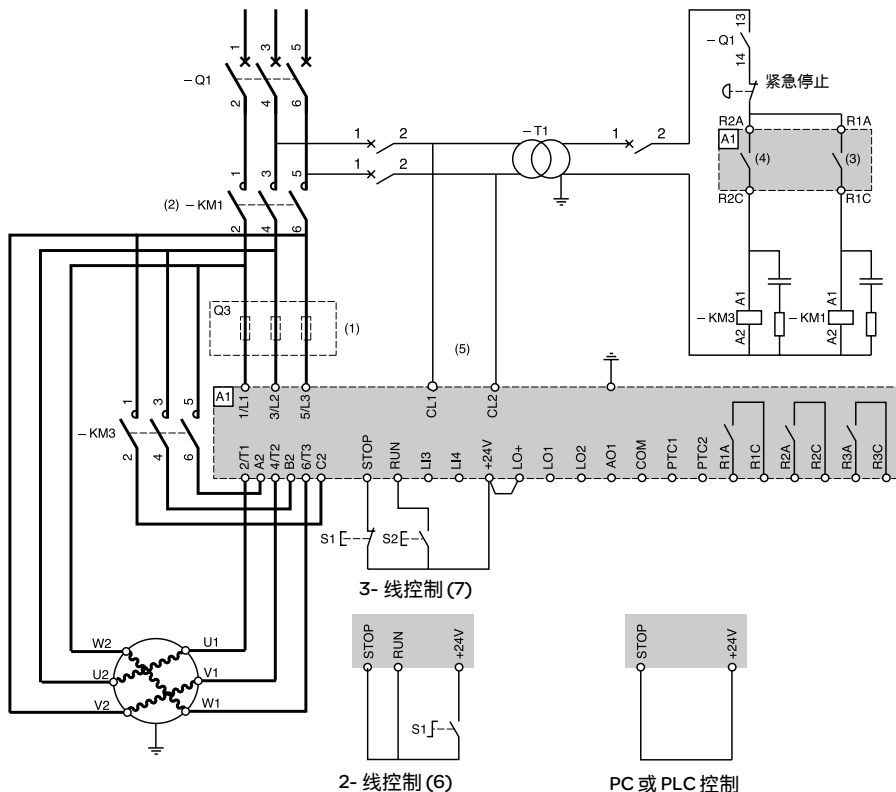 1 3 5
– Q1
2 4 6
1 2
1 2
– T1
1 2
13
– Q1
14
紧急停止
R2A R1A
A1
(4) (3)
R2C R1C
1 3 5
(2) – KM1
2 4 6
A1 A1
– KM3 – KM1
A2 A2
Q3
(1)
(5)
A1
1/L1 3/L2 5/L3 CL1 CL2
1 3 5
– KM3
2 4 6
2/T1 A2 4/T2 B2 6/T3 C2 STOP RUN LI3 LI4 +24V LO+ LO1 LO2 AO1 COM PTC1 PTC2 R1A R1C R2A R2C R3A R3C
S1 S2
3- 线控制 (7)
W2 U1
U2 V1
V2 W1
STOP RUN +24V
S1
2- 线控制 (6)
STOP +24V
PC 或 PLC 控制